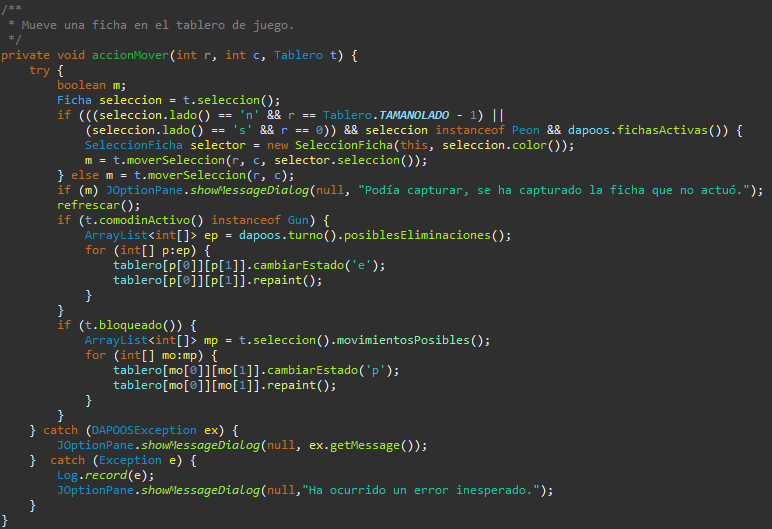 /**
 * Mueve una ficha en el tablero de juego.
 */
private void accionMover(int r, int c, Tablero t) {
    try {
        boolean m;
        Ficha seleccion = t.seleccion();
        if (((seleccion.lado() == 'n' && r == Tablero.TAMANOLADO - 1) ||
            (seleccion.lado() == 's' && r == 0)) && seleccion instanceof Peon && dapoos.fichasActivas()) {
            SeleccionFicha selector = new SeleccionFicha(this, seleccion.color());
            m = t.moverSeleccion(r, c, selector.seleccion());
        } else m = t.moverSeleccion(r, c);
        if (m) JOptionPane.showMessageDialog(null, "Podía capturar, se ha capturado la ficha que no actuó.");
        refrescar();
        if (t.comodinActivo() instanceof Gun) {
            ArrayList<int[]> ep = dapoos.turno().posiblesEliminaciones();
            for (int[] p:ep) {
                tablero[p[0]][p[1]].cambiarEstado('e');
                tablero[p[0]][p[1]].repaint();
            }
        }
        if (t.bloqueado()) {
            ArrayList<int[]> mp = t.seleccion().movimientosPosibles();
            for (int[] mo:mp) {
                tablero[mo[0]][mo[1]].cambiarEstado('p');
                tablero[mo[0]][mo[1]].repaint();
            }
        }
    } catch (DAPOOSException ex) {
        JOptionPane.showMessageDialog(null, ex.getMessage());
    }  catch (Exception e) {
        Log.record(e);
        JOptionPane.showMessageDialog(null,"Ha ocurrido un error inesperado.");
    }
}